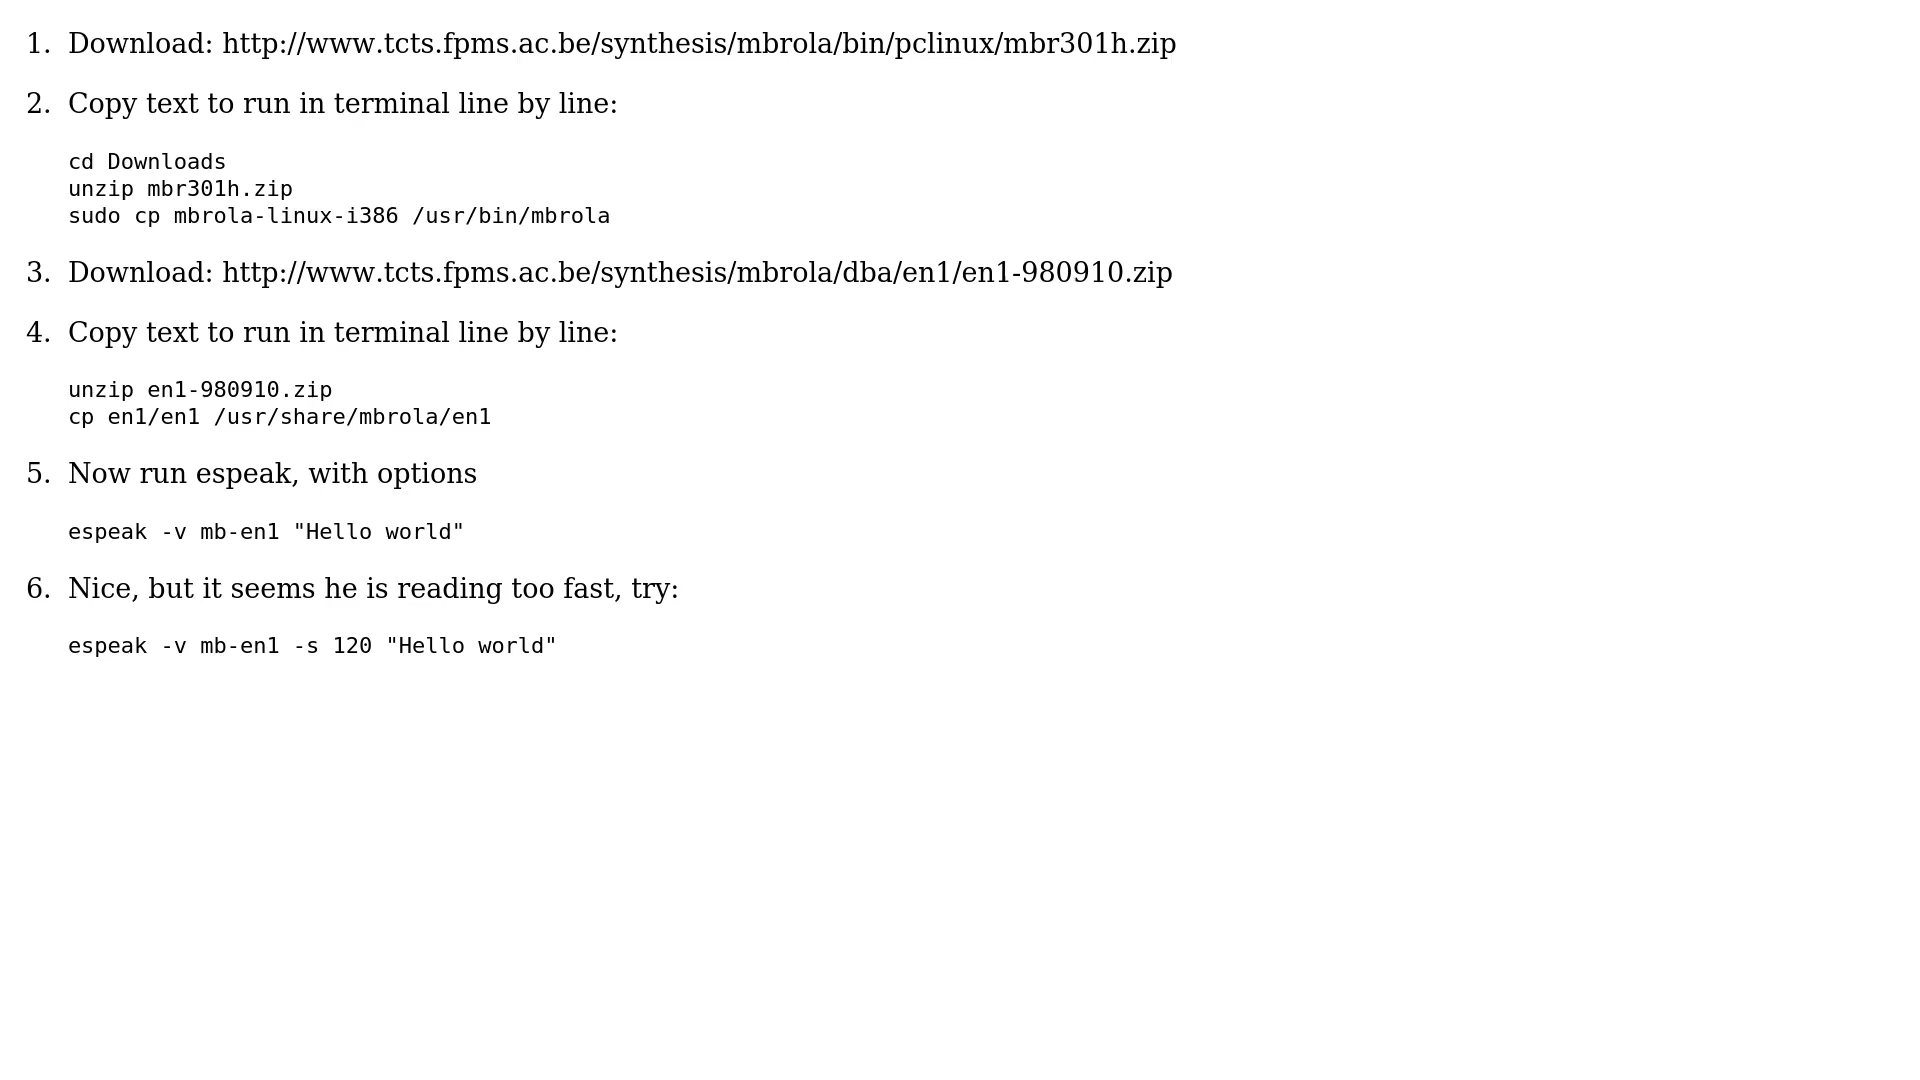 1. Download: http://www.tcts.fpms.ac.be/synthesis/mbrola/bin/pclinux/mbr301h.zip
2. Copy text to run in terminal line by line:
cd Downloads
unzip mbr301h.zip
sudo cp mbrola-linux-i386 /usr/bin/mbrola
3. Download: http://www.tcts.fpms.ac.be/synthesis/mbrola/dba/en1/en1-980910.zip
4. Copy text to run in terminal line by line:
unzip en1-980910.zip
cp en1/en1 /usr/share/mbrola/en1
5. Now run espeak, with options
espeak -v mb-en1 "Hello world"
6. Nice, but it seems he is reading too fast, try:
espeak -v mb-en1 -s 120 "Hello world"